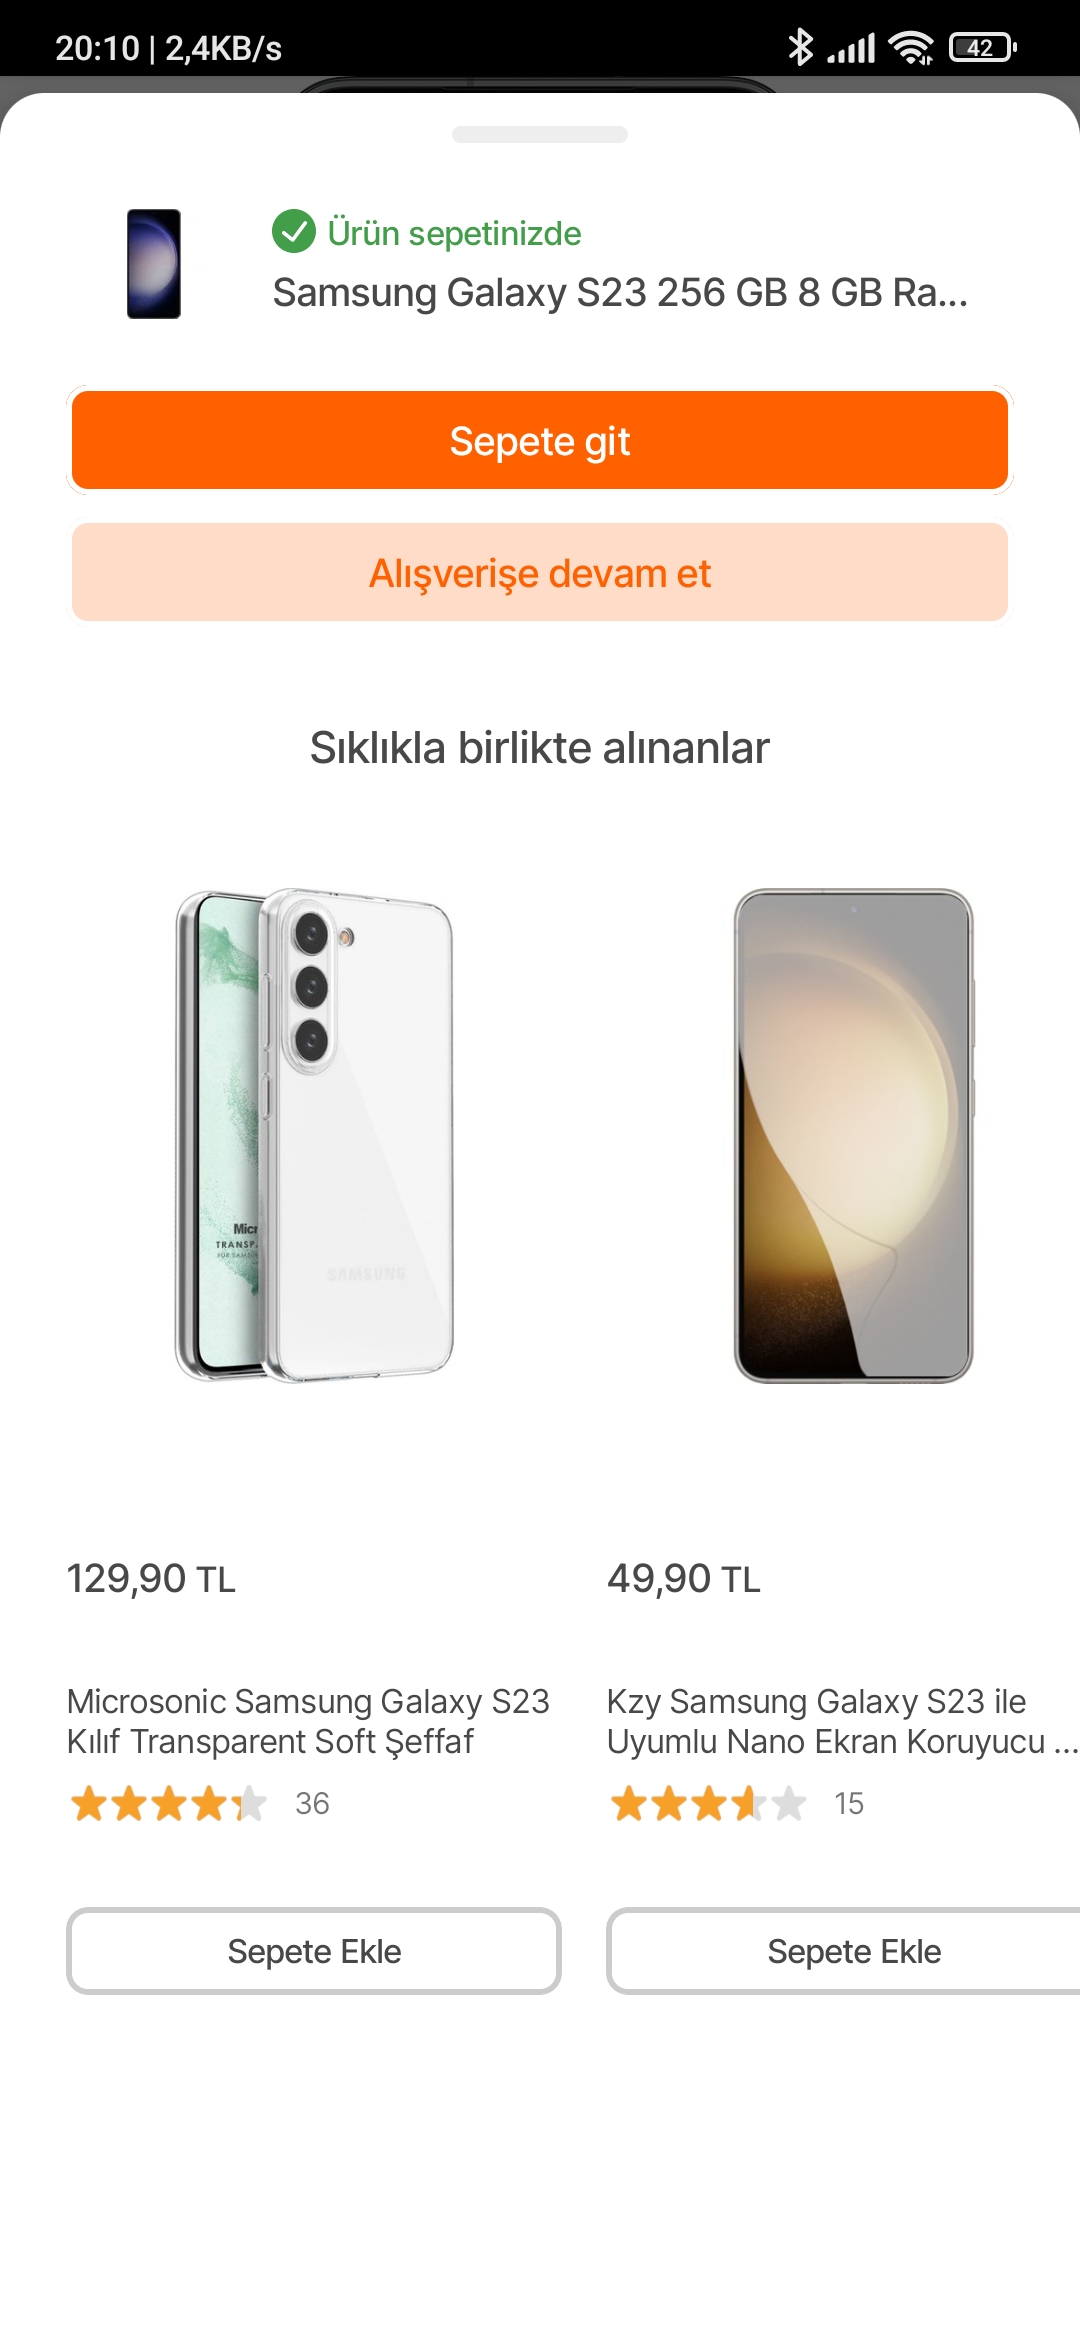 20:10 | 2,4KB/s
42
Ürün sepetinizde
Samsung Galaxy S23 256 GB 8 GB Ra...
Sepete git
Alışverişe devam et
Sıklıkla birlikte alınanlar
Micr
TRANSP.
SAMSUNG
129,90 TL
49,90 TL
Microsonic Samsung Galaxy S23
Kılıf Transparent Soft Şeffaf
36
Kzy Samsung Galaxy S23 ile
Uyumlu Nano Ekran Koruyucu ...
15
Sepete Ekle
Sepete Ekle